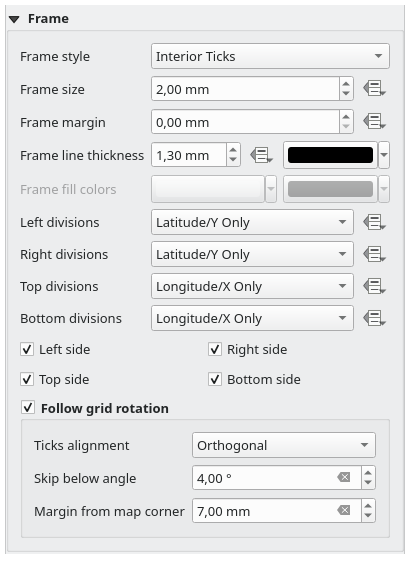 Frame
Frame style Interior Ticks
Frame size 2,00 mm
Frame margin 0,00 mm
Frame line thickness 1,30 mm
Frame fill colors
Left divisions Latitude/Y Only
Right divisions Latitude/Y Only
Top divisions Longitude/X Only
Bottom divisions Longitude/X Only
Left side Right side
Top side Bottom side
Follow grid rotation
Ticks alignment Orthogonal
Skip below angle 4,00 °
Margin from map corner 7,00 mm